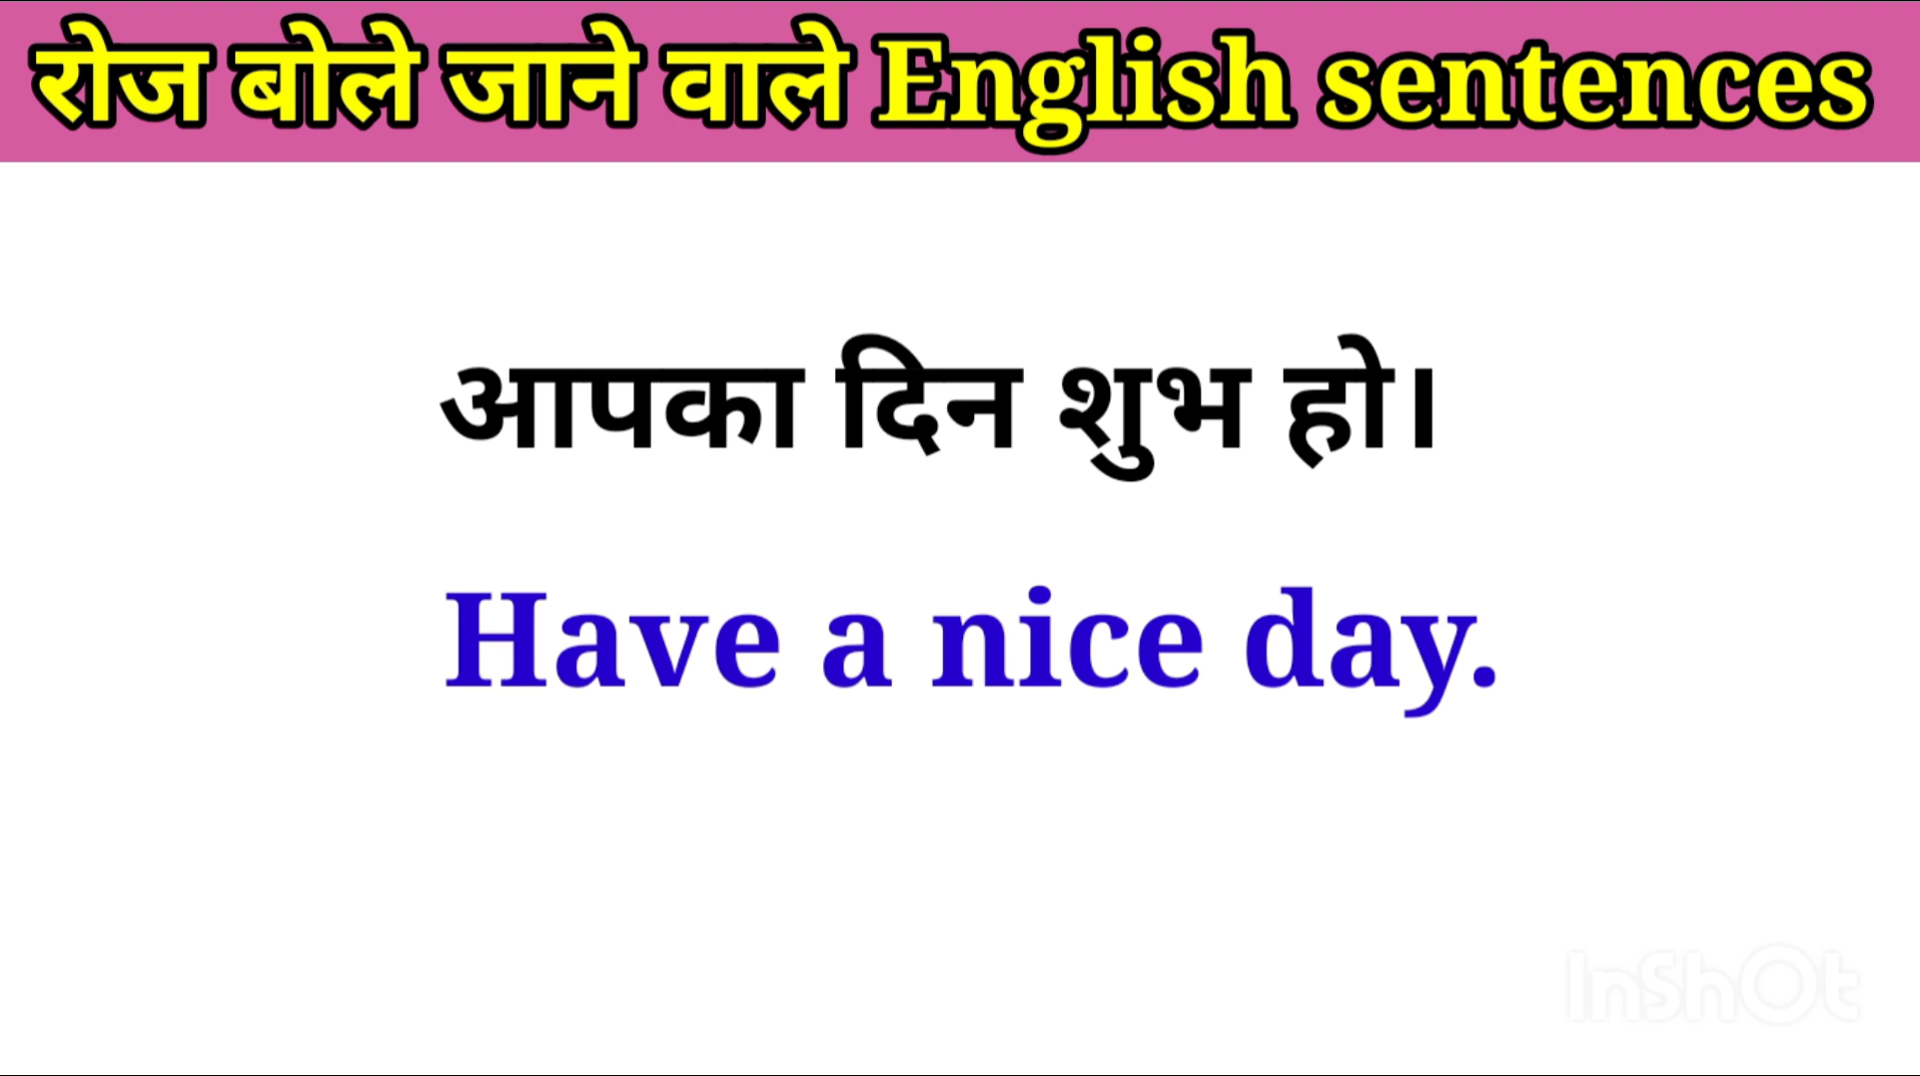 रोज बोले जाने वाले English sentences
आपका दिन शुभ हो।
Have a nice day.
InShOt